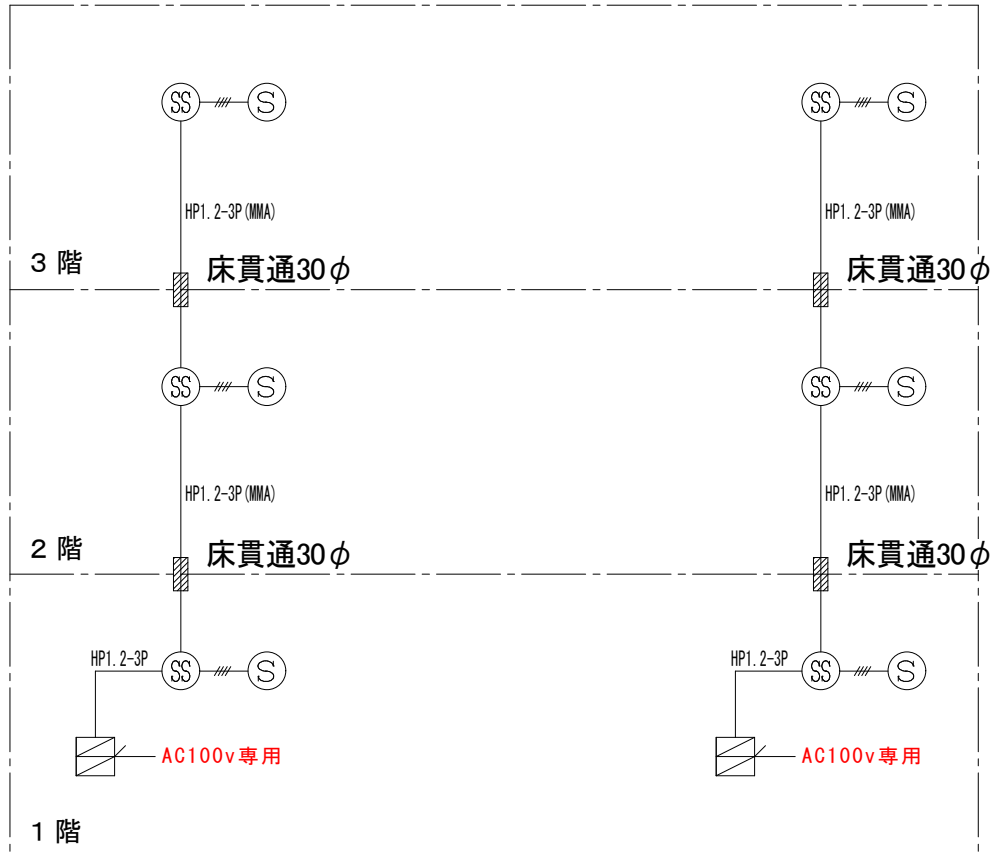 SS S SS S
HP1.2-3P(MMA) HP1.2-3P(MMA)
3階 床貫通30φ 床貫通30φ
SS S SS S
HP1.2-3P(MMA) HP1.2-3P(MMA)
2階 床貫通30φ 床貫通30φ
HP1.2-3P SS S HP1.2-3P SS S
AC100v専用 AC100v専用
1階